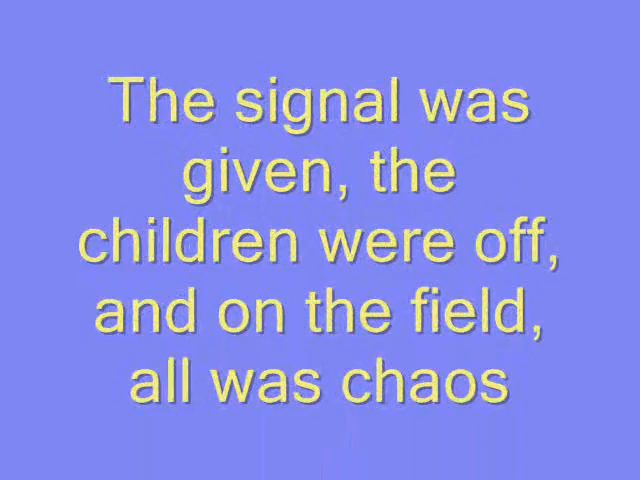 The signal was
given, the
children were off,
and on the field,
all was chaos